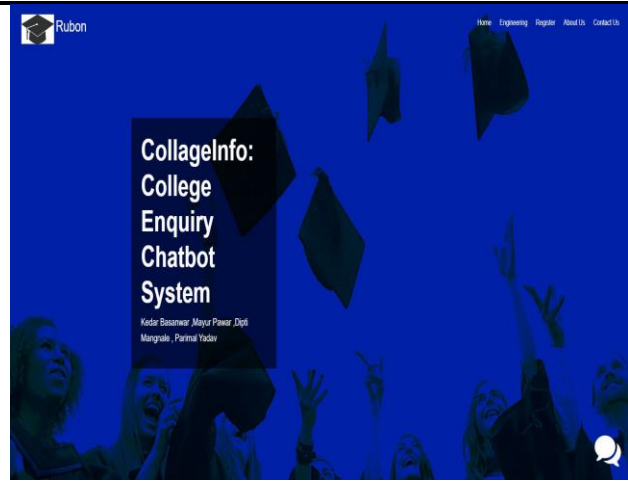 Rubon
Home Engineering Register About Us Contact Us
CollageInfo:
College
Enquiry
Chatbot
System
Kedar Basanwar ,Mayur Pawar ,Dipti
Mangnale , Parimal Yadav